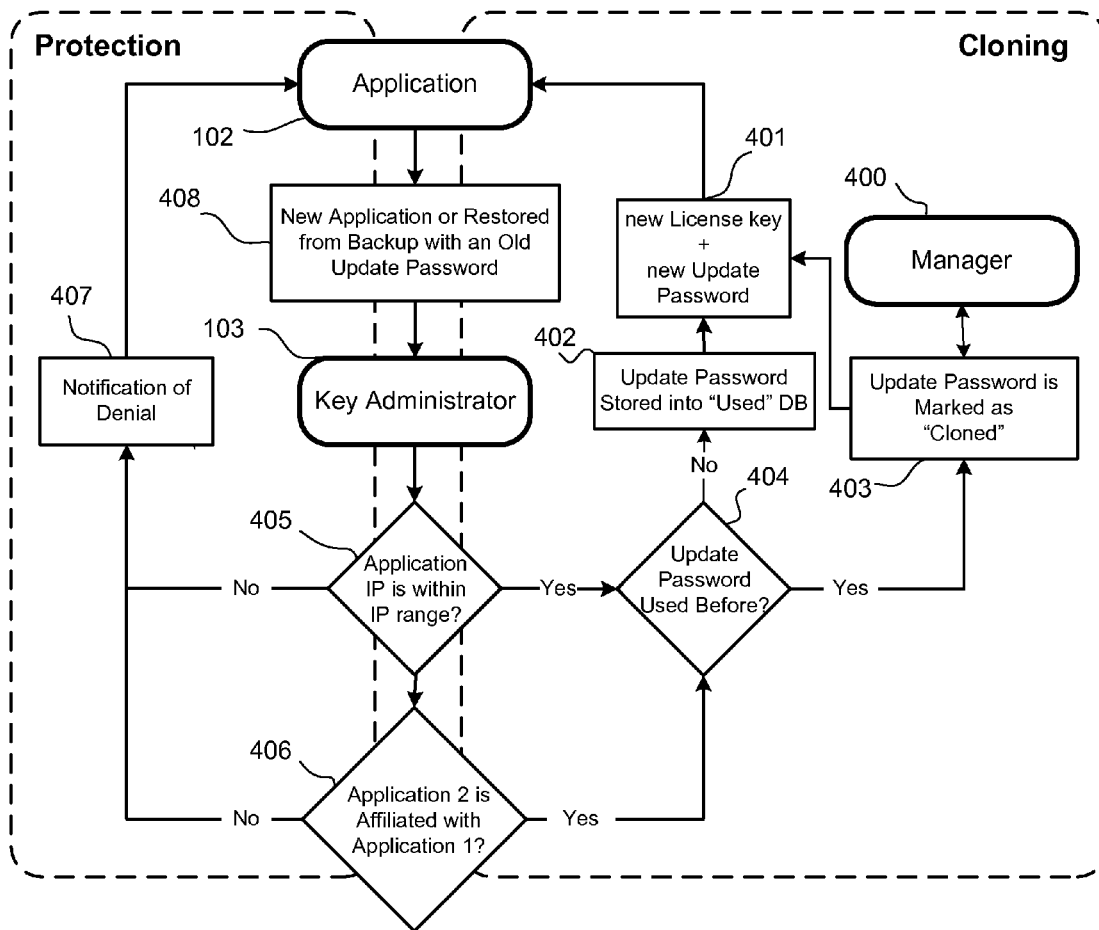 Protection
Cloning
Application
102
401
400
408
New Application or Restored
from Backup with an Old
Update Password
new License key
+
new Update
Password
Manager
407
103
402
Notification of
Denial
Key Administrator
Update Password
Stored into “Used” DB
Update Password is
Marked as
“Cloned”
No
404
403
405
Application
IP is within
IP range?
No
Yes
Update
Password
Used Before?
Yes
406
Application 2 is
Affiliated with
Application 1?
No
Yes